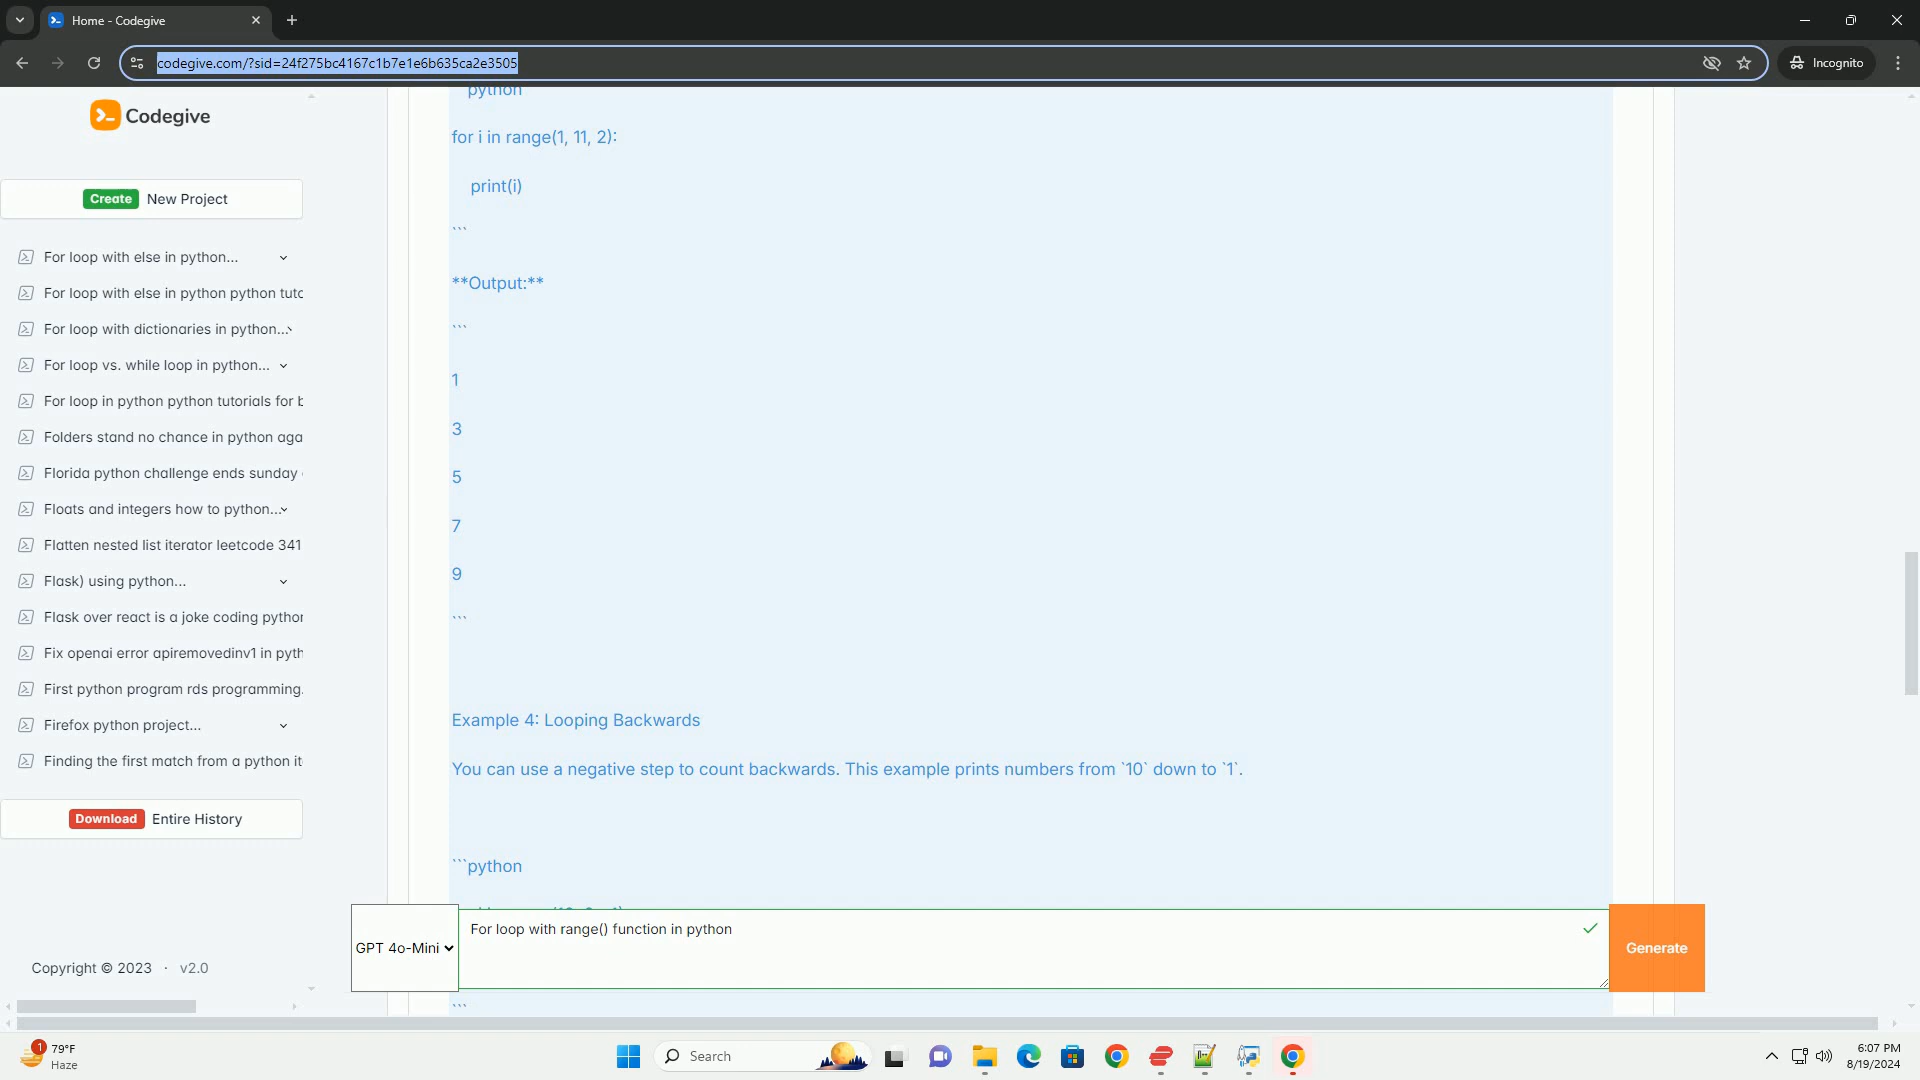 Home - Codegive
codegive.com/?sid=24f275bc4167c1b7e1e6b635ca2e3505
Incognito
Codegive
Create New Project
For loop with else in python...
For loop with else in python python tuto
For loop with dictionaries in python...
For loop vs. while loop in python...
For loop in python python tutorials for b
Folders stand no chance in python aga
Florida python challenge ends sunday
Floats and integers how to python...
Flatten nested list iterator leetcode 341
Flask) using python...
Flask over react is a joke coding python
Fix openai error apiremovedinv1 in pyth
First python program rds programming.
Firefox python project...
Finding the first match from a python it
Download Entire History
Copyright © 2023 · v2.0
python
for i in range(1, 11, 2):
print(i)
```
**Output:**
```
1
3
5
7
9
```
Example 4: Looping Backwards
You can use a negative step to count backwards. This example prints numbers from `10` down to `1`.
```python
GPT 4o-Mini
For loop with range() function in python
Generate
```
1
79°F
Haze
Search
6:07 PM
8/19/2024